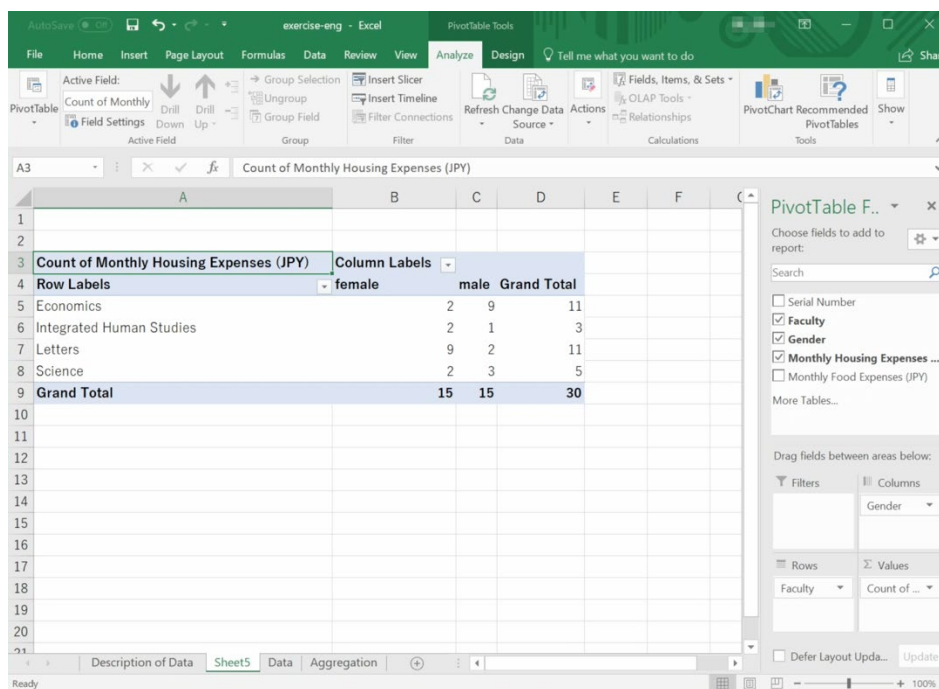 AutoSave Off exercise-eng - Excel PivotTable Tools
File Home Insert Page Layout Formulas Data Review View Analyze Design Tell me what you want to do Shar
PivotTable
Active Field:
Count of Monthly
Field Settings
Drill Down
Drill Up
Active Field
Group Selection
Ungroup
Group Field
Group
Insert Slicer
Insert Timeline
Filter Connections
Filter
Refresh Change Data Source
Data
Actions
Fields, Items, & Sets
OLAP Tools
Relationships
Calculations
PivotChart Recommended PivotTables
Tools
Show
A3 fx Count of Monthly Housing Expenses (JPY)
A B C D E F
1
2
3 Count of Monthly Housing Expenses (JPY) Column Labels
4 Row Labels female male Grand Total
5 Economics 2 9 11
6 Integrated Human Studies 2 1 3
7 Letters 9 2 11
8 Science 2 3 5
9 Grand Total 15 15 30
10
11
12
13
14
15
16
17
18
19
20
21
PivotTable F..
Choose fields to add to
report:
Search
Serial Number
Faculty
Gender
Monthly Housing Expenses ...
Monthly Food Expenses (JPY)
More Tables...
Drag fields between areas below:
Filters Columns
Gender
Rows Σ Values
Faculty Count of ...
Defer Layout Upda... Update
Description of Data Sheet5 Data Aggregation
Ready 100%